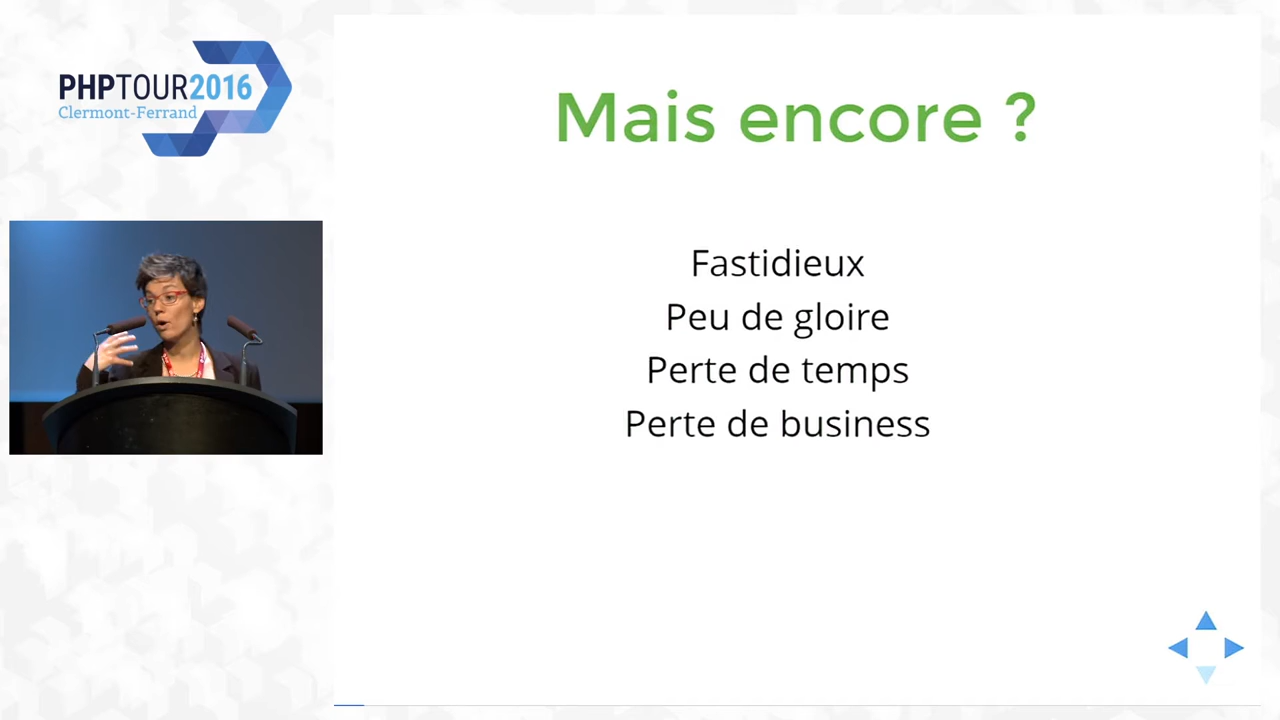 PHPTOUR2016
Clermont-Ferrand
Mais encore ?
Fastidieux
Peu de gloire
Perte de temps
Perte de business